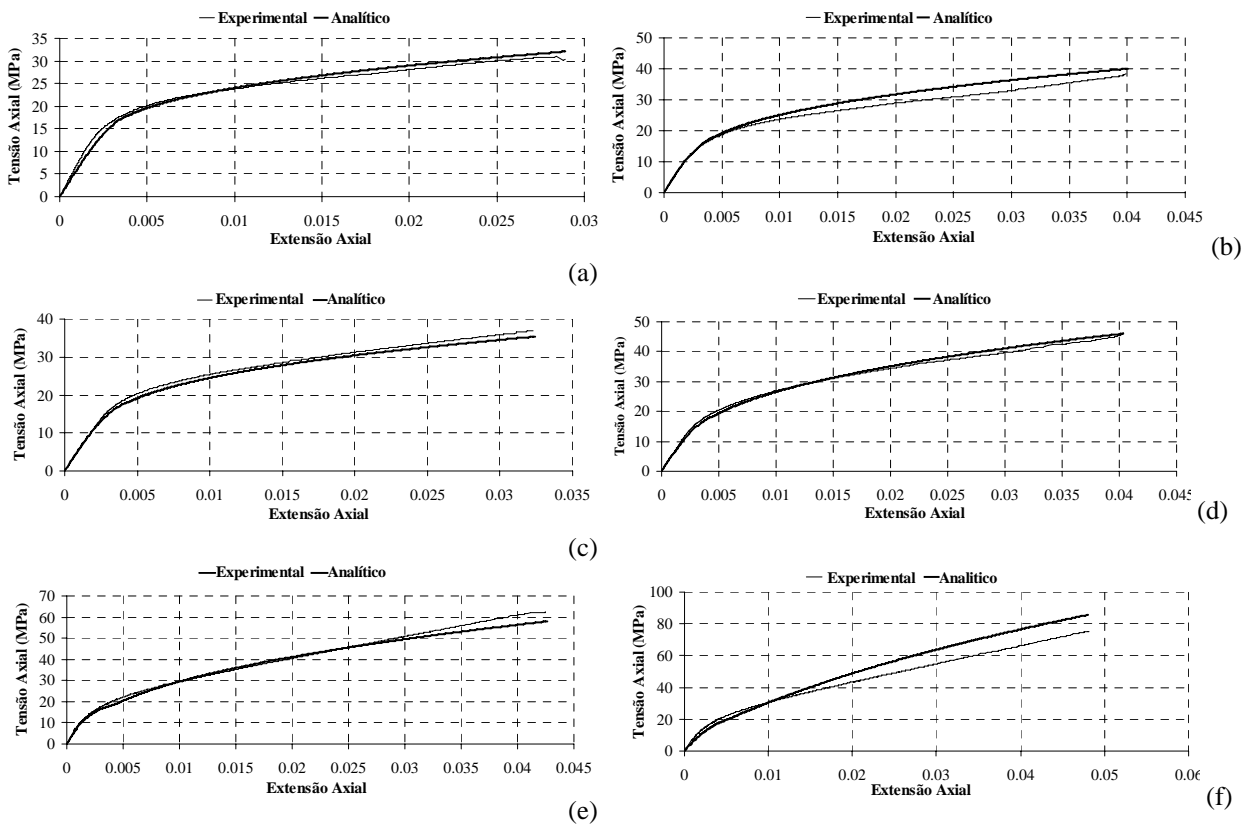 Experimental Analítico
Tensão Axial (MPa)
35
30
25
20
15
10
5
0
0 0.005 0.01 0.015 0.02 0.025 0.03
Extensão Axial
(a)
Experimental Analítico
Tensão Axial (MPa)
50
40
30
20
10
0
0 0.005 0.01 0.015 0.02 0.025 0.03 0.035 0.04 0.045
Extensão Axial
(b)
Experimental Analítico
Tensão Axial (MPa)
40
30
20
10
0
0 0.005 0.01 0.015 0.02 0.025 0.03 0.035
Extensão Axial
(c)
Experimental Analítico
Tensão Axial (MPa)
50
40
30
20
10
0
0 0.005 0.01 0.015 0.02 0.025 0.03 0.035 0.04 0.045
Extensão Axial
(d)
Experimental Analítico
Tensão Axial (MPa)
70
60
50
40
30
20
10
0
0 0.005 0.01 0.015 0.02 0.025 0.03 0.035 0.04 0.045
Extensão Axial
(e)
Experimental Analitico
Tensão Axial (MPa)
100
80
60
40
20
0
0 0.01 0.02 0.03 0.04 0.05 0.06
Extensão Axial
(f)